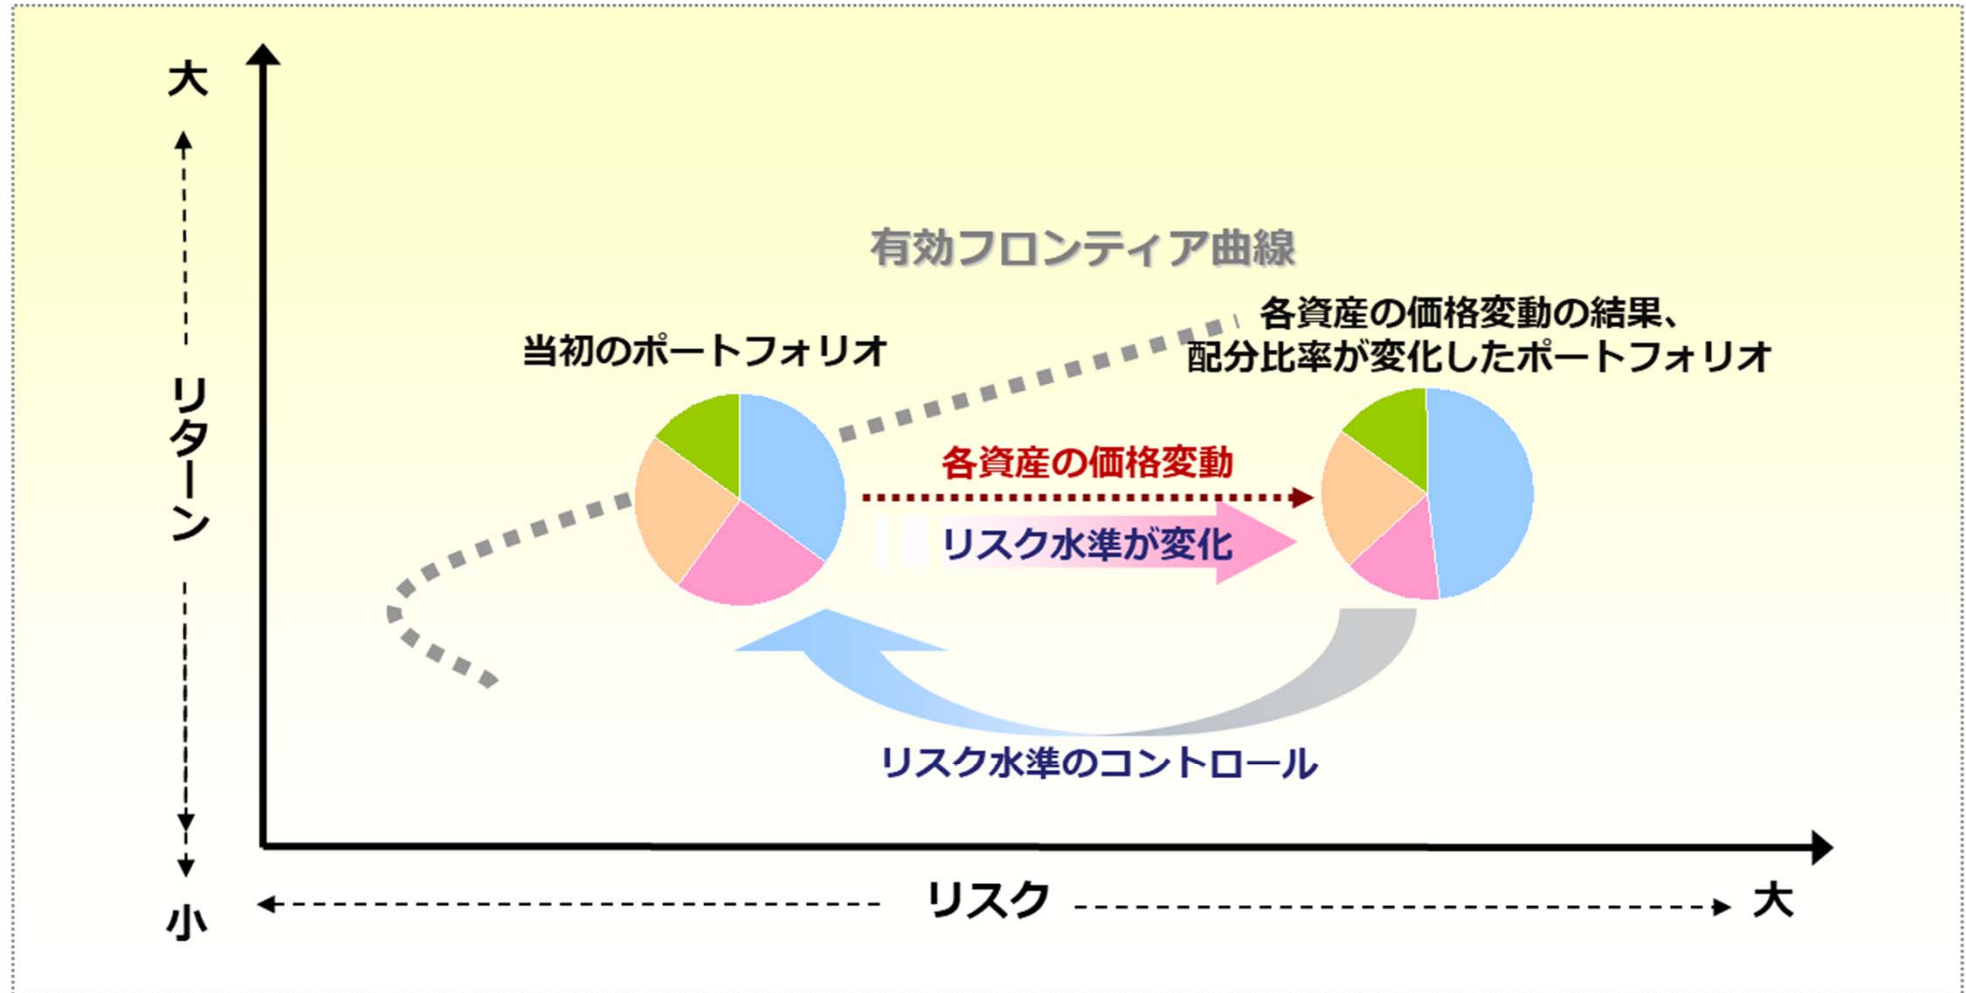 大
リターン
小
有効フロンティア曲線
当初のポートフォリオ
各資産の価格変動の結果、
配分比率が変化したポートフォリオ
各資産の価格変動
リスク水準が変化
リスク水準のコントロール
リスク
大